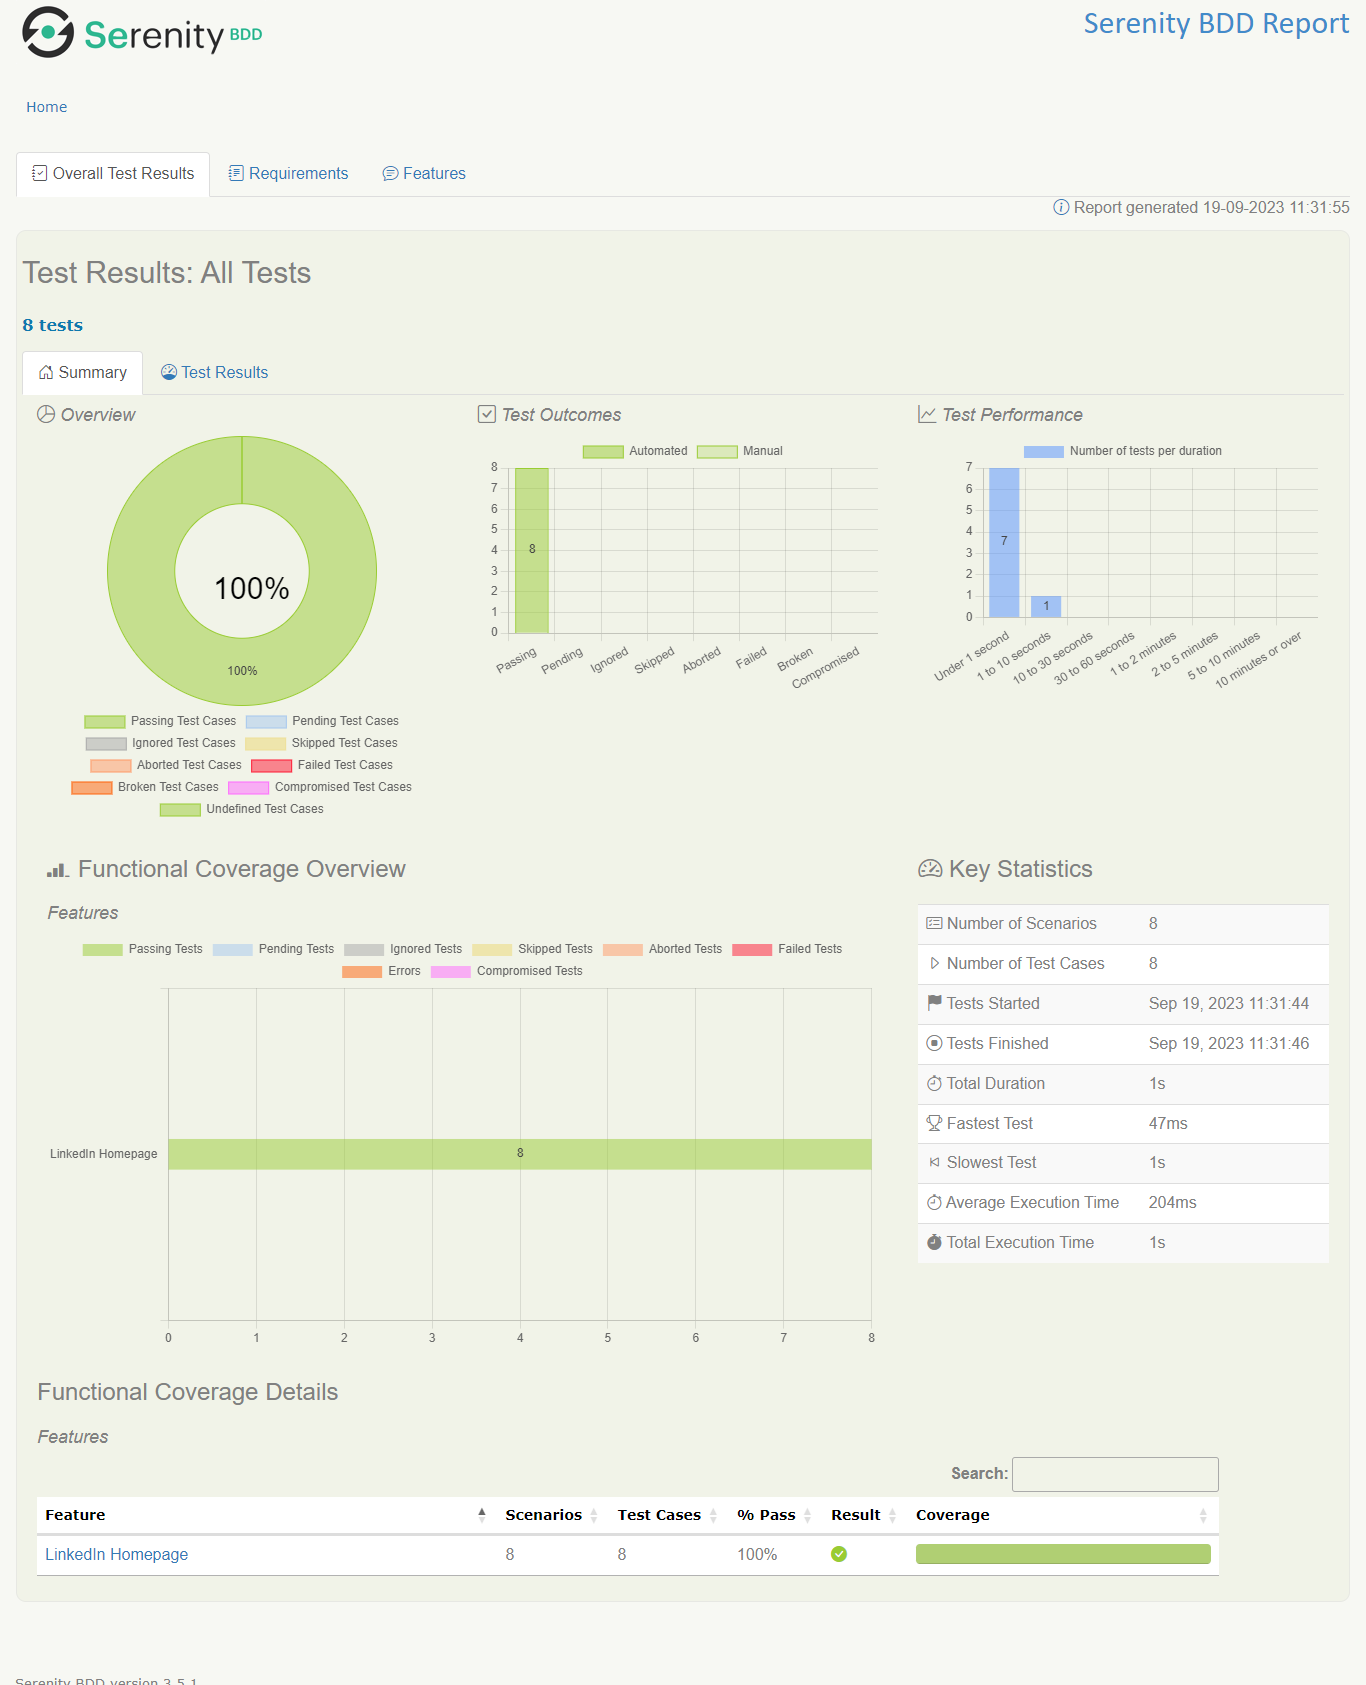 Serenity BDD
Serenity BDD Report
Home
Overall Test Results Requirements Features
Report generated 19-09-2023 11:31:55
Test Results: All Tests
8 tests
Summary Test Results
Overview
100%
100%
Passing Test Cases Pending Test Cases
Ignored Test Cases Skipped Test Cases
Aborted Test Cases Failed Test Cases
Broken Test Cases Compromised Test Cases
Undefined Test Cases
Test Outcomes
Automated Manual
8
7
6
5
4
3
2
1
0
8
Passing Pending Ignored Skipped Aborted Failed Broken Compromised
Test Performance
Number of tests per duration
7
6
5
4
3
2
1
0
7
1
Under 1 second 1 to 10 seconds 10 to 30 seconds 30 to 60 seconds 1 to 2 minutes 2 to 5 minutes 5 to 10 minutes 10 minutes or over
Functional Coverage Overview
Features
Passing Tests Pending Tests Ignored Tests Skipped Tests Aborted Tests Failed Tests
Errors Compromised Tests
LinkedIn Homepage 8
0 1 2 3 4 5 6 7 8
Key Statistics
Number of Scenarios 8
Number of Test Cases 8
Tests Started Sep 19, 2023 11:31:44
Tests Finished Sep 19, 2023 11:31:46
Total Duration 1s
Fastest Test 47ms
Slowest Test 1s
Average Execution Time 204ms
Total Execution Time 1s
Functional Coverage Details
Features
Search:
Feature Scenarios Test Cases % Pass Result Coverage
LinkedIn Homepage 8 8 100%
Serenity BDD version 3.5.1